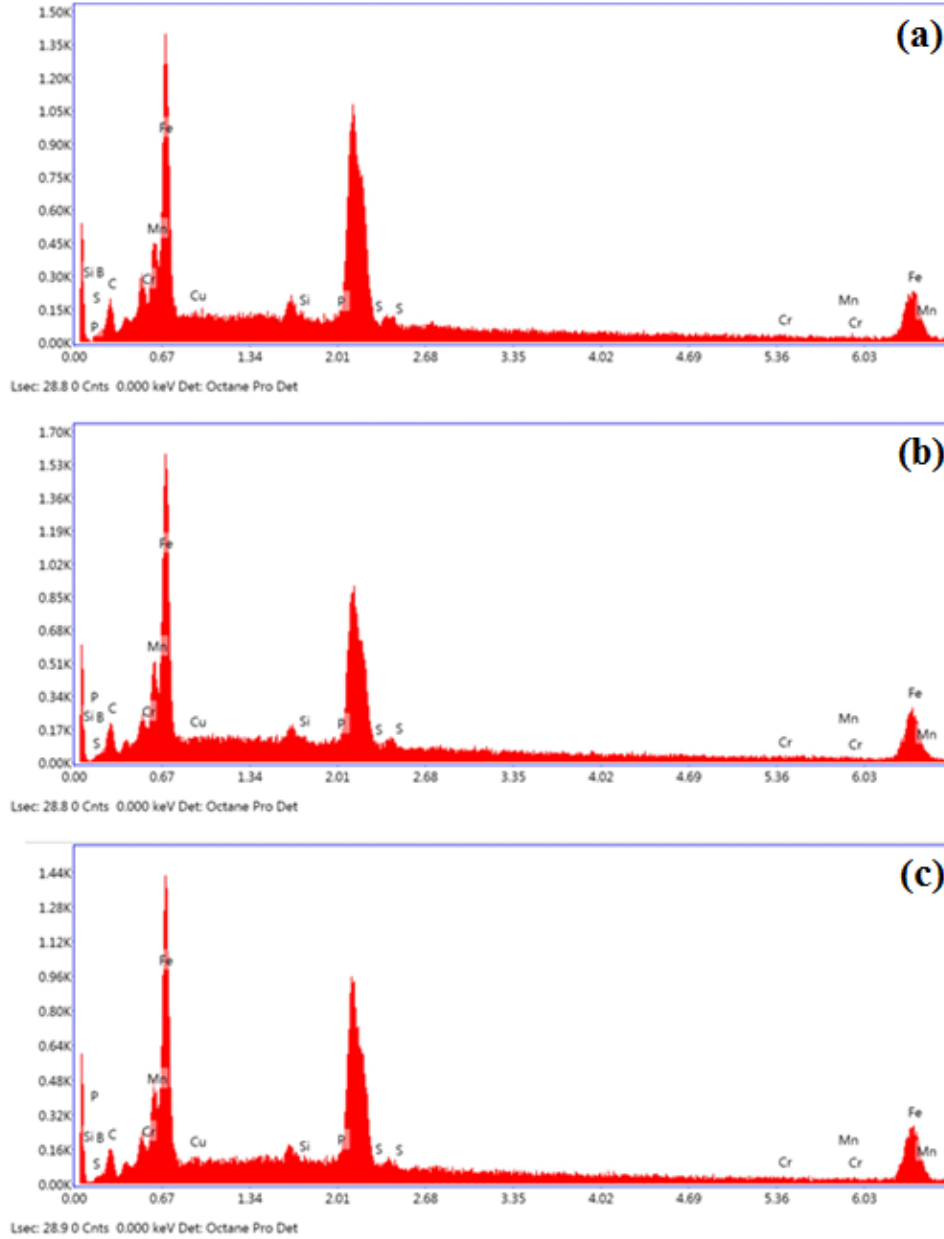 (a)
1.50K
1.35K
1.20K
1.05K
0.90K
0.75K
0.60K
0.45K
0.30K
0.15K
0.00K
Fe
Mn
Si B
C
Cr
S
P
Cu
Si
P
S
S
Fe
Mn
Mn
Cr
Cr
0.00 0.67 1.34 2.01 2.68 3.35 4.02 4.69 5.36 6.03
Lsec: 28.8 0 Cnts 0.000 keV Det: Octane Pro Det
(b)
1.70K
1.53K
1.36K
1.19K
1.02K
0.85K
0.68K
0.51K
0.34K
0.17K
0.00K
Fe
Mn
P
C
Cr
Si B
S
Cu
Si
P
S
S
Fe
Mn
Mn
Cr
Cr
0.00 0.67 1.34 2.01 2.68 3.35 4.02 4.69 5.36 6.03
Lsec: 28.8 0 Cnts 0.000 keV Det: Octane Pro Det
(c)
1.44K
1.28K
1.12K
0.96K
0.80K
0.64K
0.48K
0.32K
0.16K
0.00K
Fe
Mn
P
Si B C
Cr
S
Cu
Si
P
S
S
Fe
Mn
Mn
Cr
Cr
0.00 0.67 1.34 2.01 2.68 3.35 4.02 4.69 5.36 6.03
Lsec: 28.9 0 Cnts 0.000 keV Det: Octane Pro Det